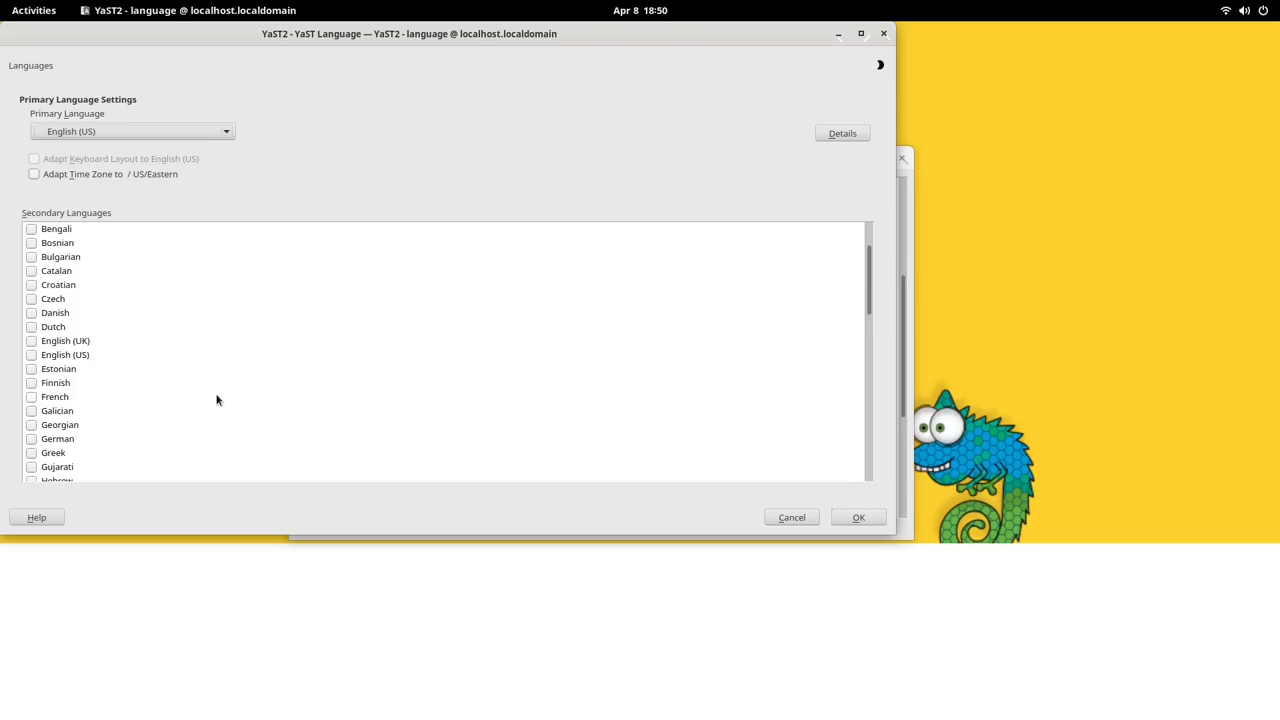 Activities YaST2 - language @ localhost.localdomain Apr 8 18:50
YaST2 - YaST Language — YaST2 - language @ localhost.localdomain
Languages
Primary Language Settings
Primary Language
English (US)
Details
Adapt Keyboard Layout to English (US)
Adapt Time Zone to / US/Eastern
Secondary Languages
Bengali
Bosnian
Bulgarian
Catalan
Croatian
Czech
Danish
Dutch
English (UK)
English (US)
Estonian
Finnish
French
Galician
Georgian
German
Greek
Gujarati
Hebrew
Help Cancel OK